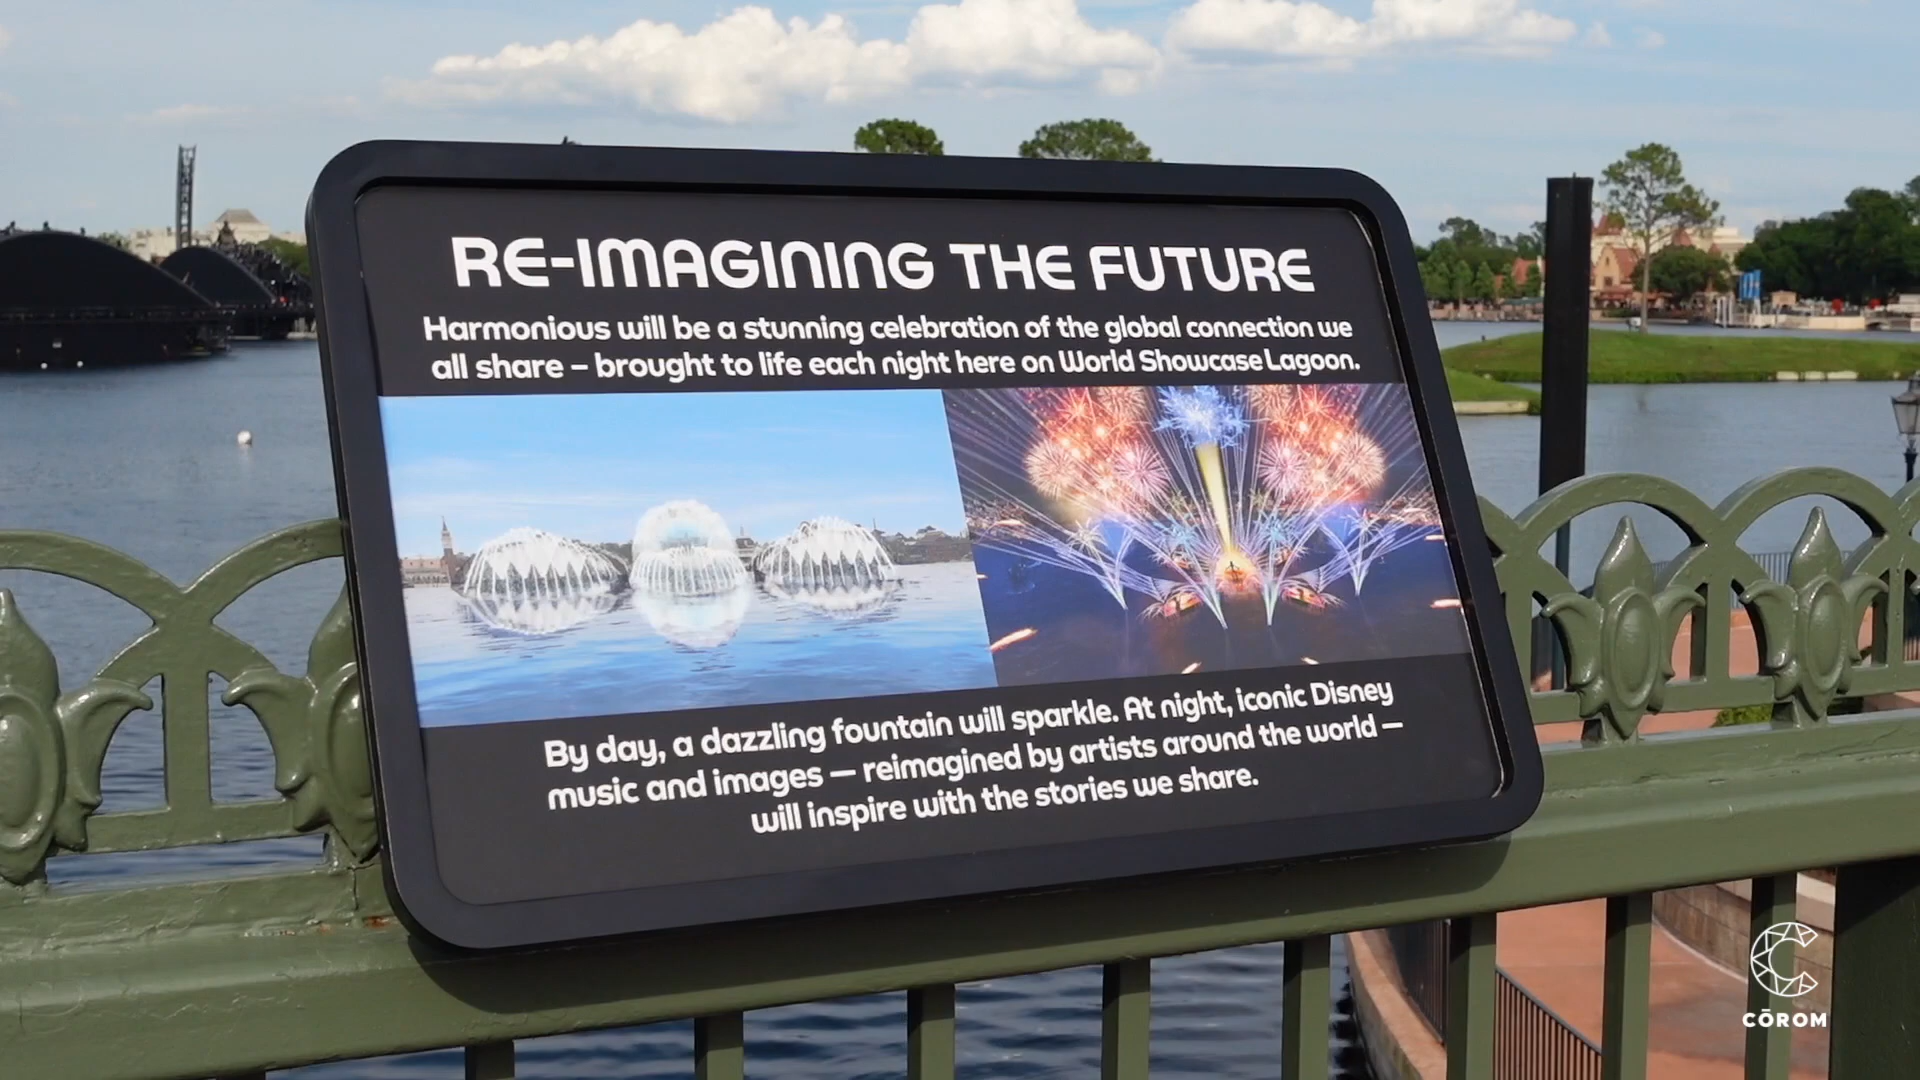 RE-IMAGINING THE FUTURE
Harmonious will be a stunning celebration of the global connection we
all share – brought to life each night here on World Showcase Lagoon.
By day, a dazzling fountain will sparkle. At night, iconic Disney
music and images — reimagined by artists around the world —
will inspire with the stories we share.
CŌROM